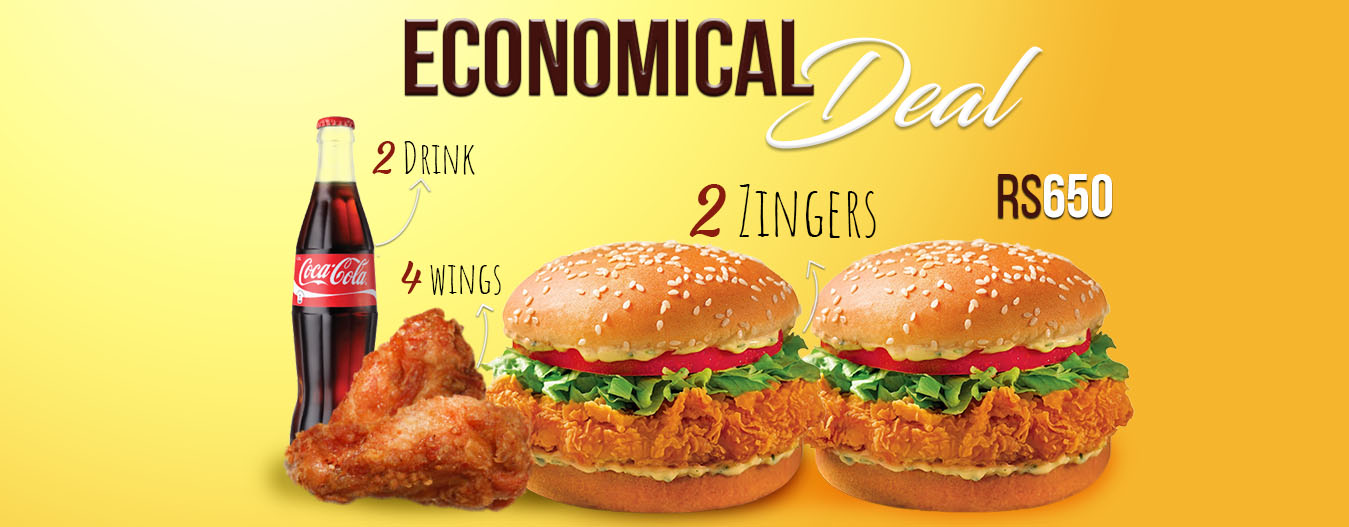 ECONOMICAL Deal
2 DRINK
2 ZINGERS
RS650
4 WINGS
Coca-Cola